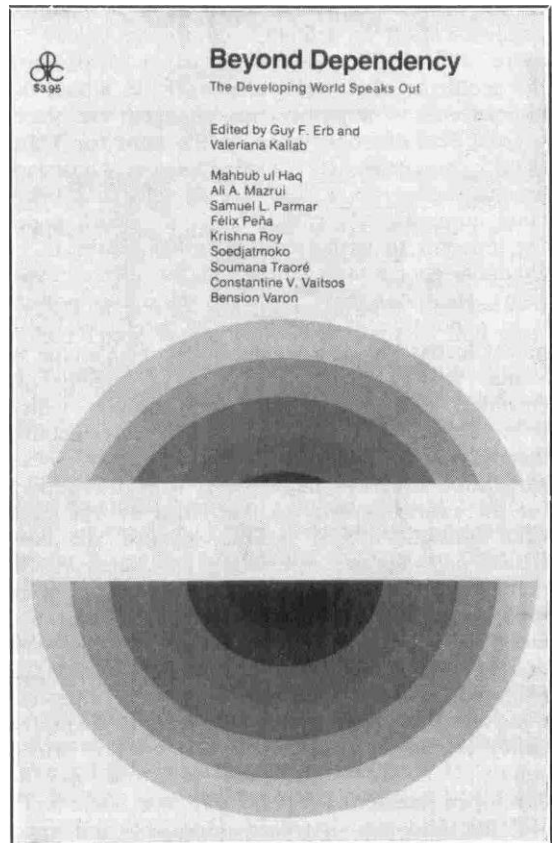 Beyond Dependency
The Developing World Speaks Out
$3.95
Edited by Guy F. Erb and
Valeriana Kallab
Mahbub ul Haq
Ali A. Mazrui
Samuel L. Parmar
Félix Peña
Krishna Roy
Soedjatmoko
Soumana Traoré
Constantine V. Vaitsos
Bension Varon